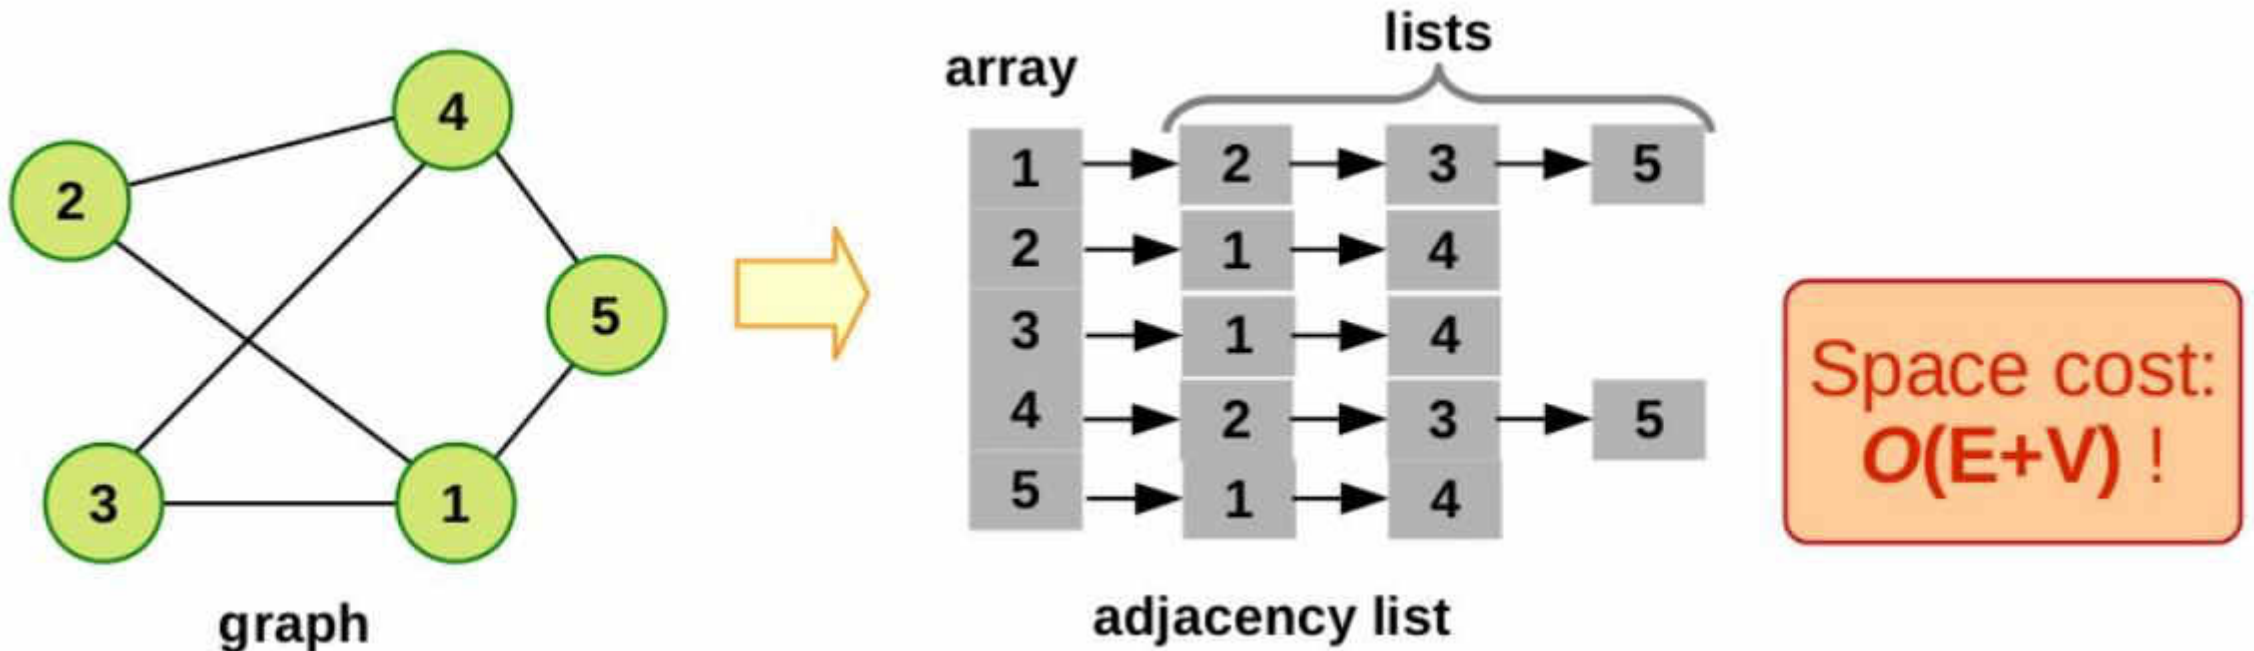 4
2
5
3
1
graph
array
lists
1 2 3 5
2 1 4
3 1 4
4 2 3 5
5 1 4
adjacency list
Space cost:
O(E+V) !